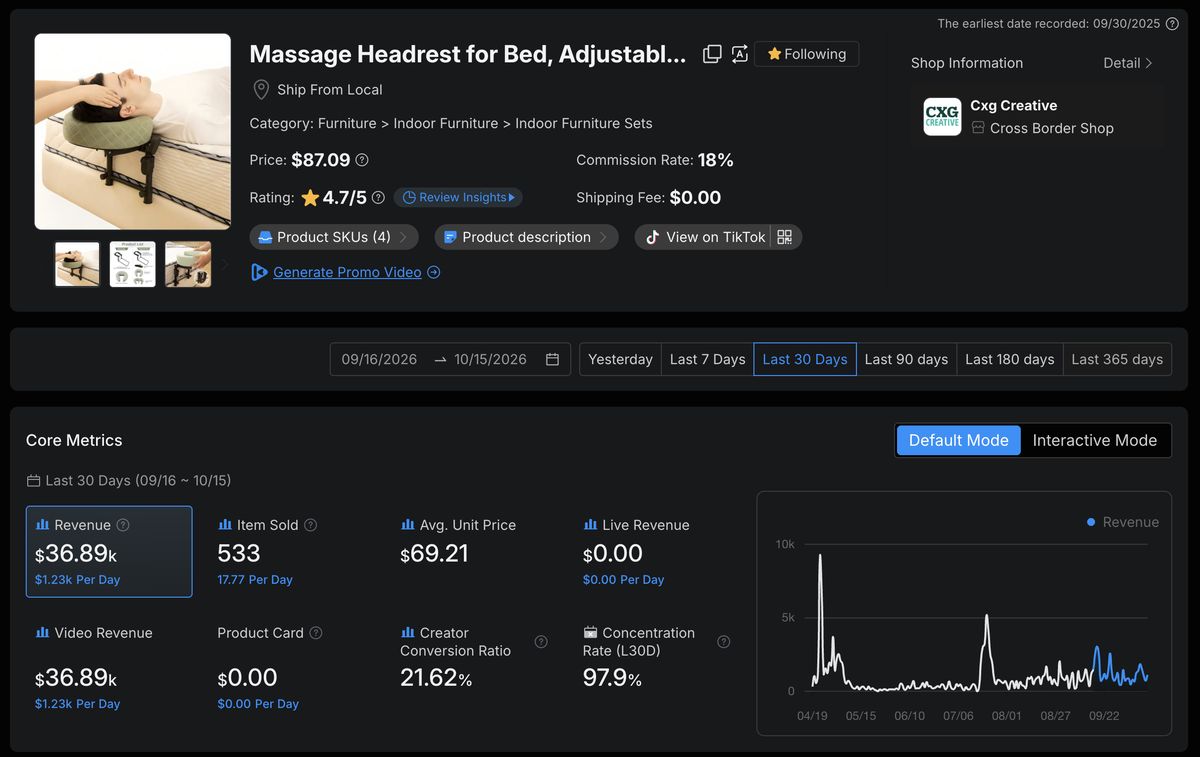 The earliest date recorded: 09/30/2025
Massage Headrest for Bed, Adjustabl...
Following
Ship From Local
Category: Furniture > Indoor Furniture > Indoor Furniture Sets
Price: $87.09
Commission Rate: 18%
Rating: 4.7/5
Review Insights
Shipping Fee: $0.00
Product SKUs (4)
Product description
View on TikTok
Generate Promo Video
Shop Information
Detail
CXG
CREATIVE
Cxg Creative
Cross Border Shop
09/16/2026 → 10/15/2026
Yesterday
Last 7 Days
Last 30 Days
Last 90 days
Last 180 days
Last 365 days
Core Metrics
Default Mode
Interactive Mode
Last 30 Days (09/16 ~ 10/15)
Revenue
$36.89k
$1.23k Per Day
Item Sold
533
17.77 Per Day
Avg. Unit Price
$69.21
Live Revenue
$0.00
$0.00 Per Day
Video Revenue
$36.89k
$1.23k Per Day
Product Card
$0.00
$0.00 Per Day
Creator
Conversion Ratio
21.62%
Concentration
Rate (L30D)
97.9%
Revenue
10k
5k
0
04/19 05/15 06/10 07/06 08/01 08/27 09/22